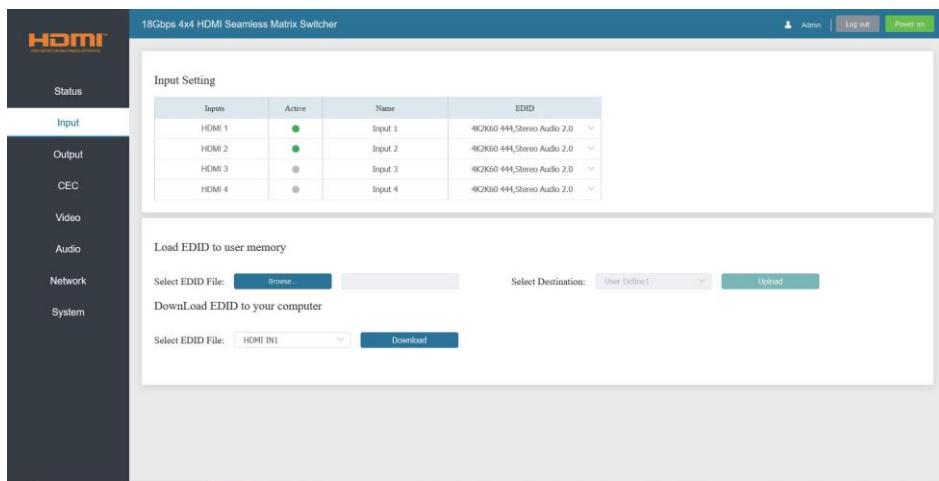 18Gbps 4x4 HDMI Seamless Matrix Switcher
Admin
Log out
Power on
HDMI
HIGH-DEFINITION MULTIMEDIA INTERFACE
Status
Input
Output
CEC
Video
Audio
Network
System
Input Setting
Inputs Active Name EDID
HDMI 1 Input 1 4K2K60 444,Stereo Audio 2.0
HDMI 2 Input 2 4K2K60 444,Stereo Audio 2.0
HDMI 3 Input 3 4K2K60 444,Stereo Audio 2.0
HDMI 4 Input 4 4K2K60 444,Stereo Audio 2.0
Load EDID to user memory
Select EDID File: Browse... Select Destination: User Define1 Upload
DownLoad EDID to your computer
Select EDID File: HDMI IN1 Download